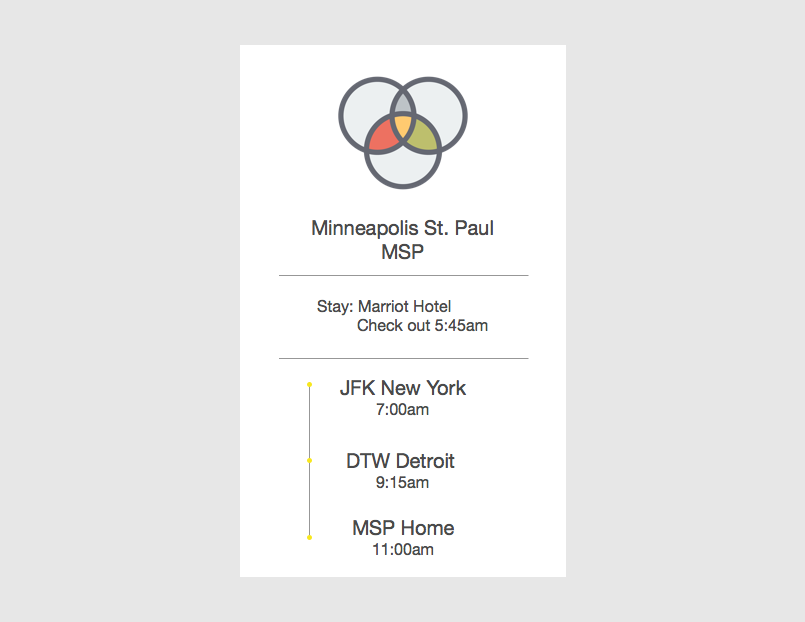 Minneapolis St. Paul
MSP
Stay: Marriot Hotel
Check out 5:45am
JFK New York
7:00am
DTW Detroit
9:15am
MSP Home
11:00am